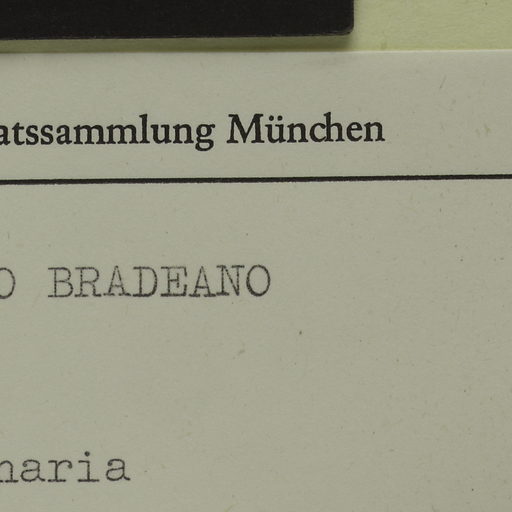 atssammlung München
O BRADEANO
naria